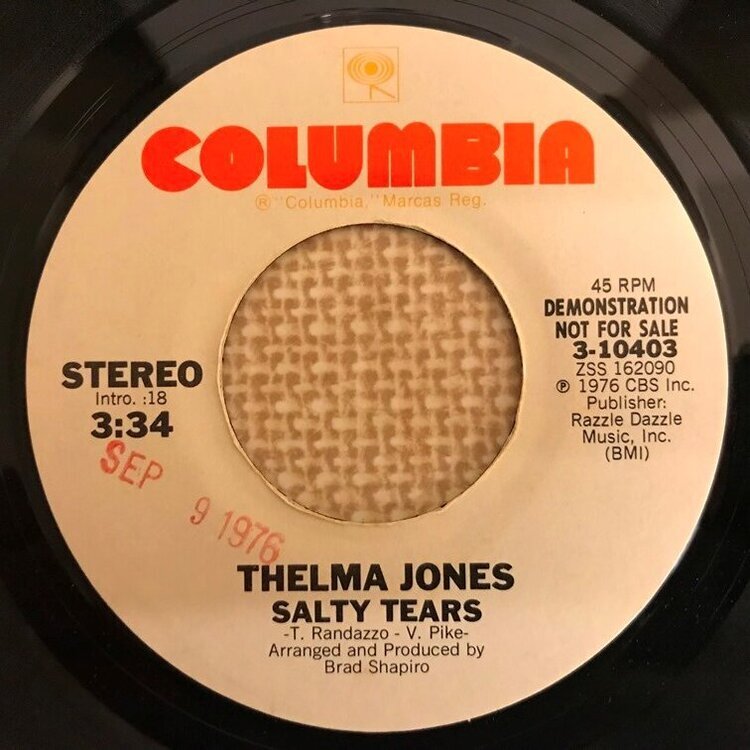 COLUMBIA
® "Columbia," Marcas Reg.
45 RPM
DEMONSTRATION
NOT FOR SALE
3-10403
ZSS 162090
℗ 1976 CBS Inc.
Publisher:
Razzle Dazzle
Music, Inc.
(BMI)
STEREO
Intro. :18
3:34
SEP 9 1976
THELMA JONES
SALTY TEARS
-T. Randazzo - V. Pike-
Arranged and Produced by
Brad Shapiro